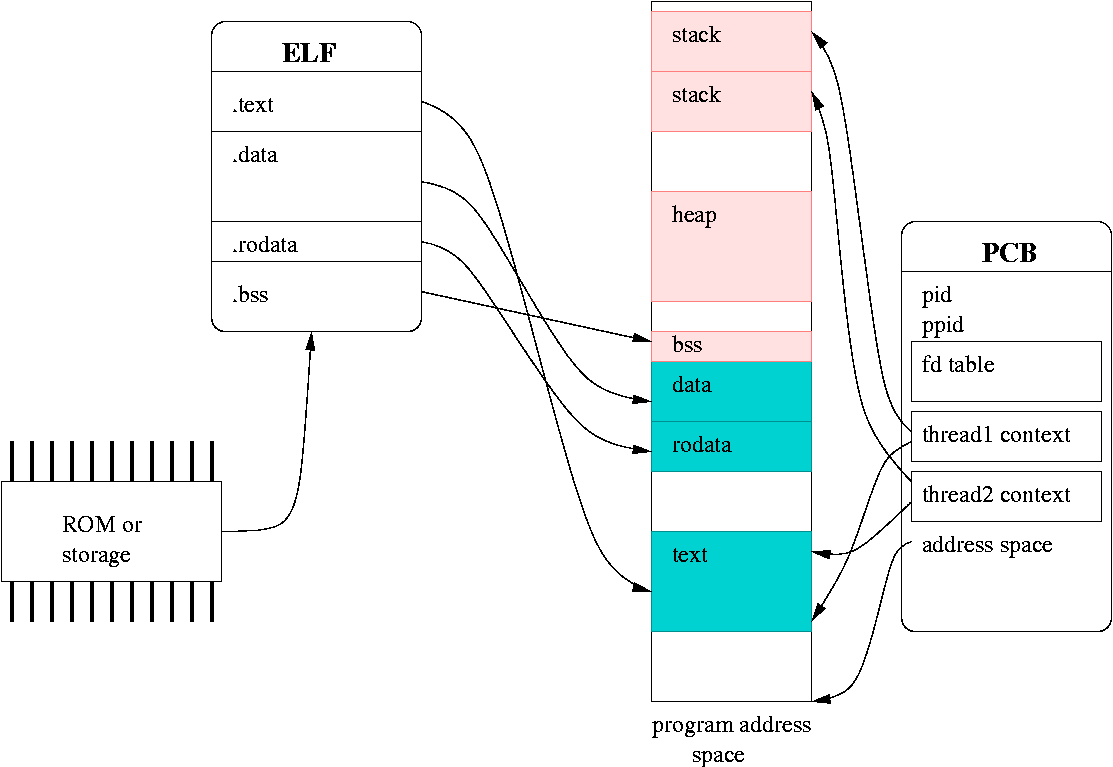 ELF
.text
.data
.rodata
.bss
ROM or
storage
stack
stack
heap
bss
data
rodata
text
program address
space
PCB
pid
ppid
fd table
thread1 context
thread2 context
address space